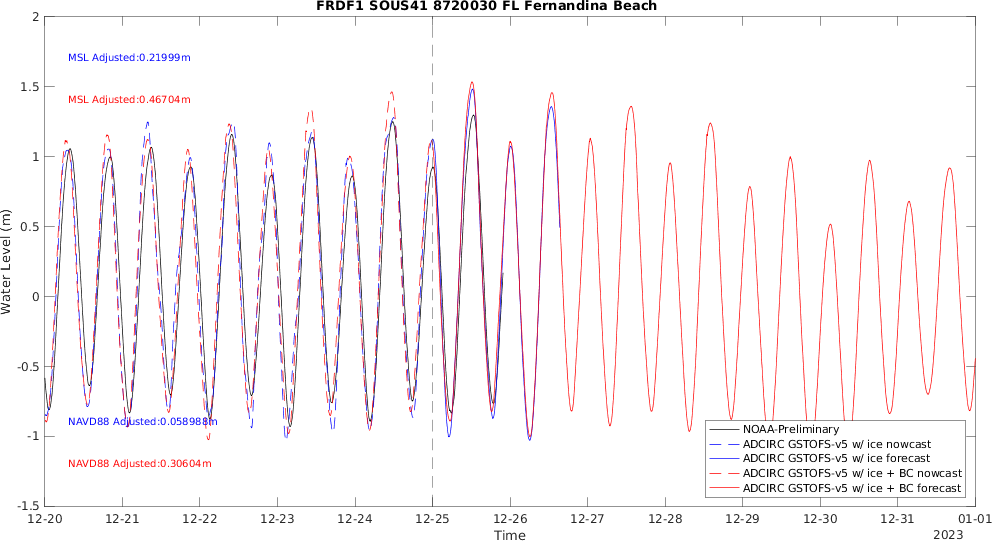 FRDF1 SOUS41 8720030 FL Fernandina Beach
2
1.5
1
0.5
0
-0.5
-1
-1.5
Water Level (m)
MSL Adjusted:0.21999m
MSL Adjusted:0.46704m
NAVD88 Adjusted:0.058988m
NAVD88 Adjusted:0.30604m
NOAA-Preliminary
ADCIRC GSTOFS-v5 w/ ice nowcast
ADCIRC GSTOFS-v5 w/ ice forecast
ADCIRC GSTOFS-v5 w/ ice + BC nowcast
ADCIRC GSTOFS-v5 w/ ice + BC forecast
12-20 12-21 12-22 12-23 12-24 12-25 12-26 12-27 12-28 12-29 12-30 12-31 01-01
Time
2023